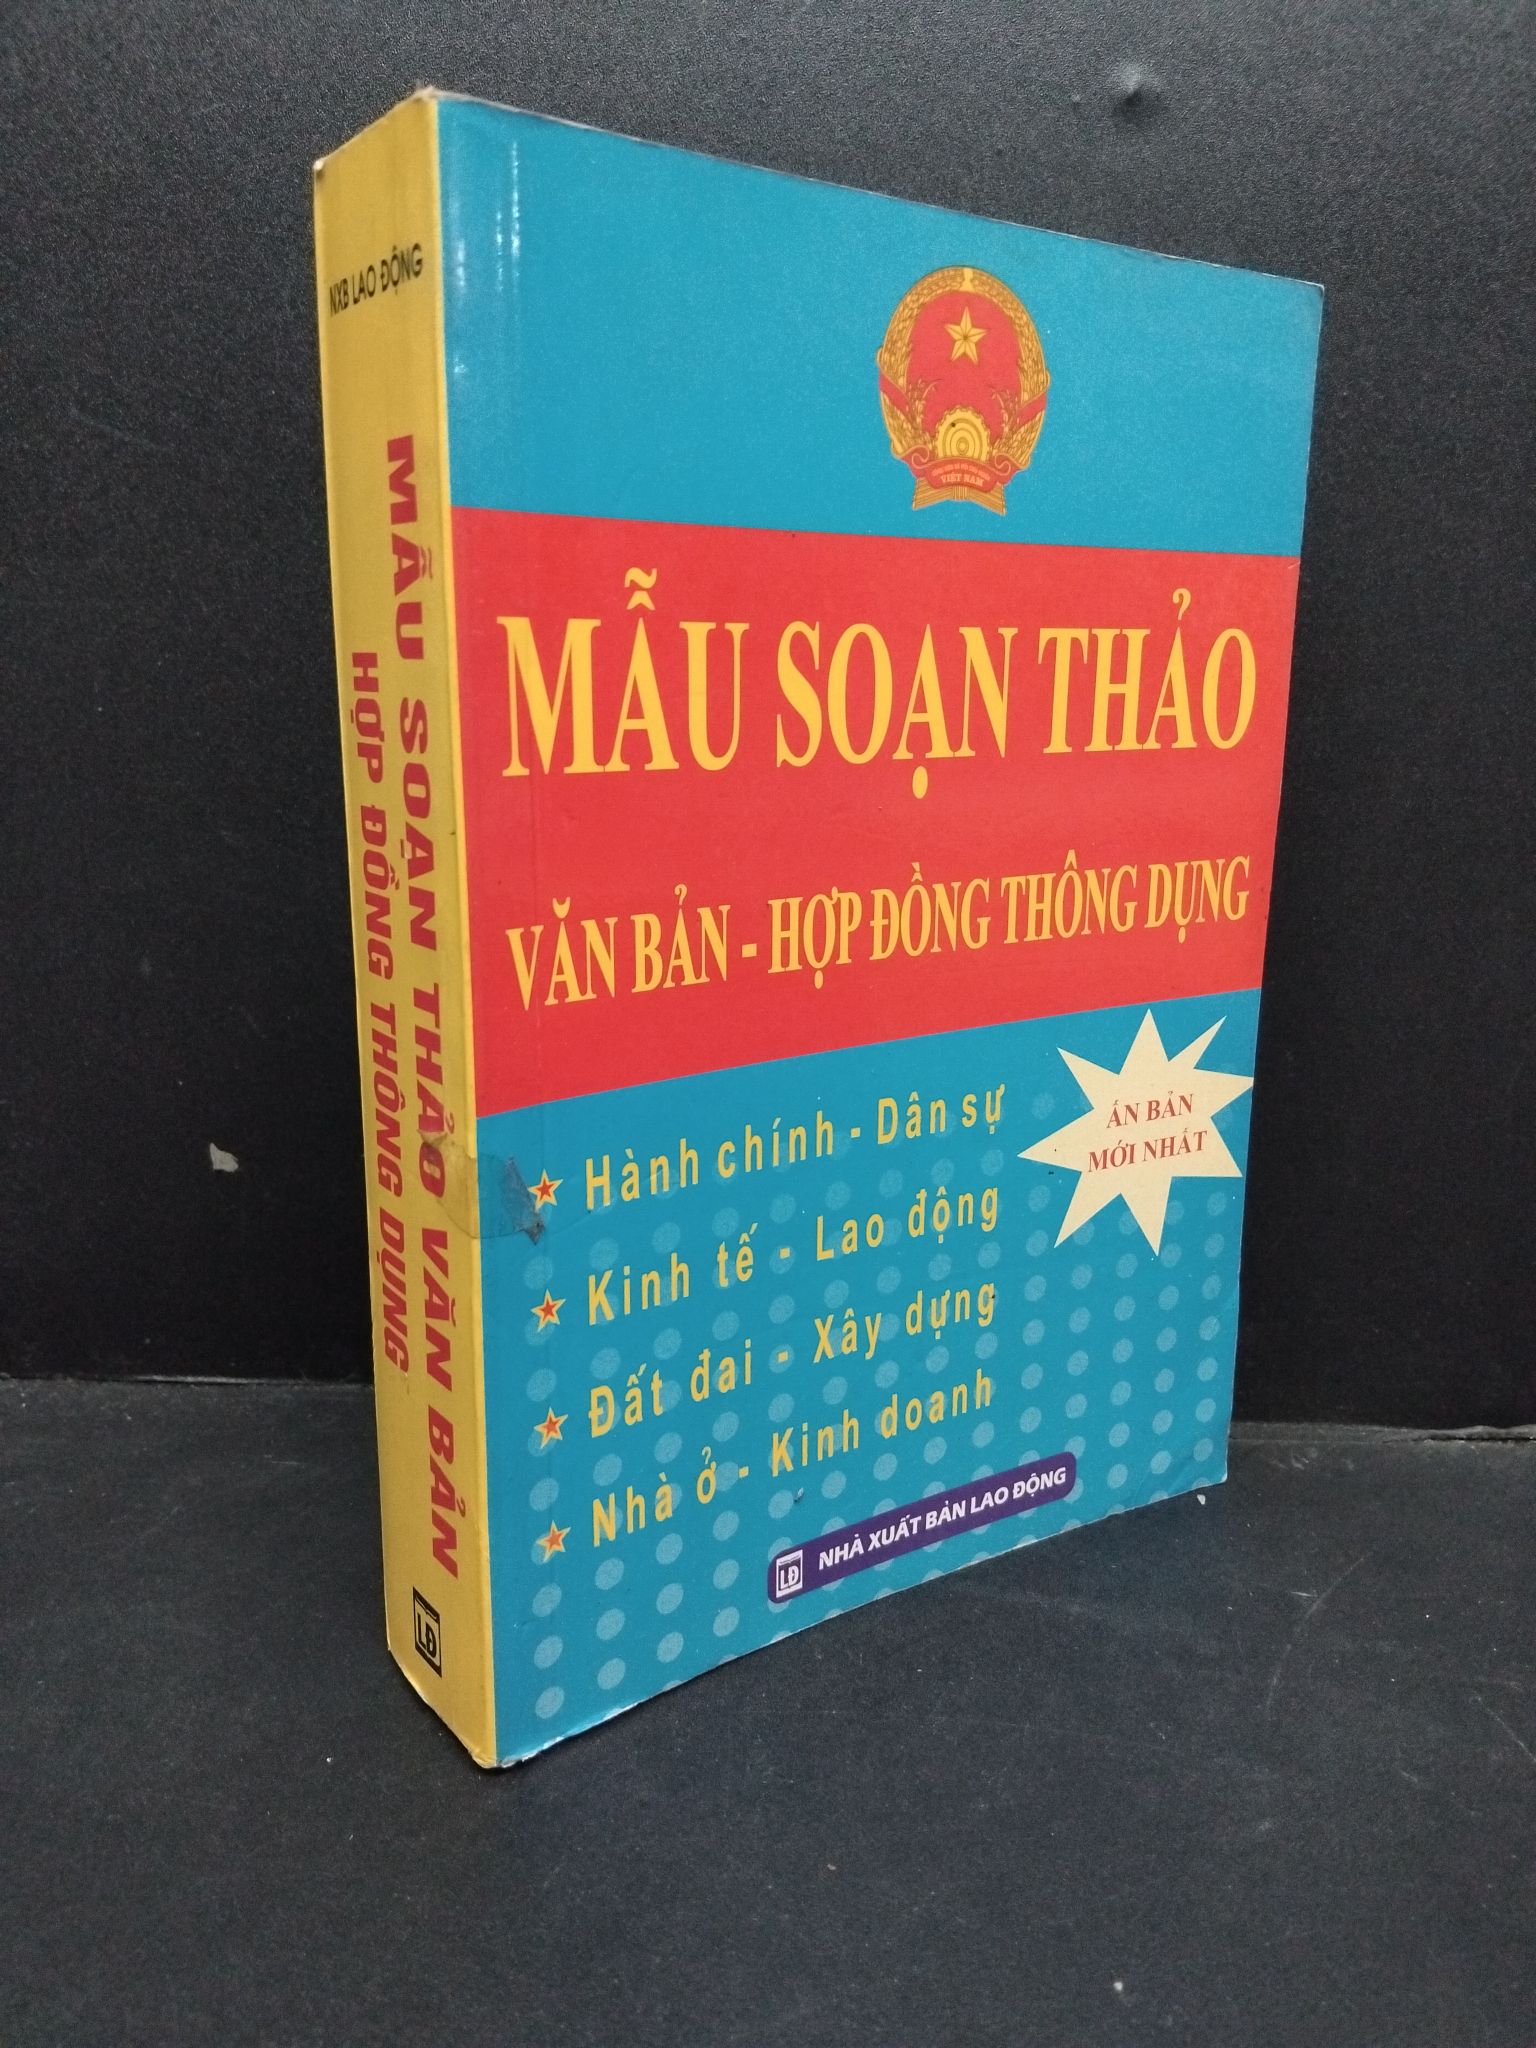 NXB LAO ĐỘNG
MẪU SOẠN THẢO VĂN BẢN
HỢP ĐỒNG THÔNG DỤNG
LĐ
VIỆT NAM
MẪU SOẠN THẢO
VĂN BẢN - HỢP ĐỒNG THÔNG DỤNG
ẤN BẢN
MỚI NHẤT
Hành chính - Dân sự
Kinh tế - Lao động
Đất đai - Xây dựng
Nhà ở - Kinh doanh
LĐ NHÀ XUẤT BẢN LAO ĐỘNG